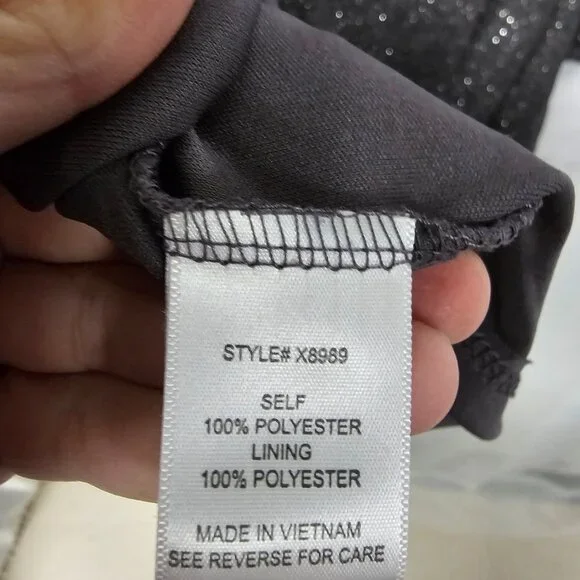 STYLE# X8989
SELF
100% POLYESTER
LINING
100% POLYESTER
MADE IN VIETNAM
SEE REVERSE FOR CARE